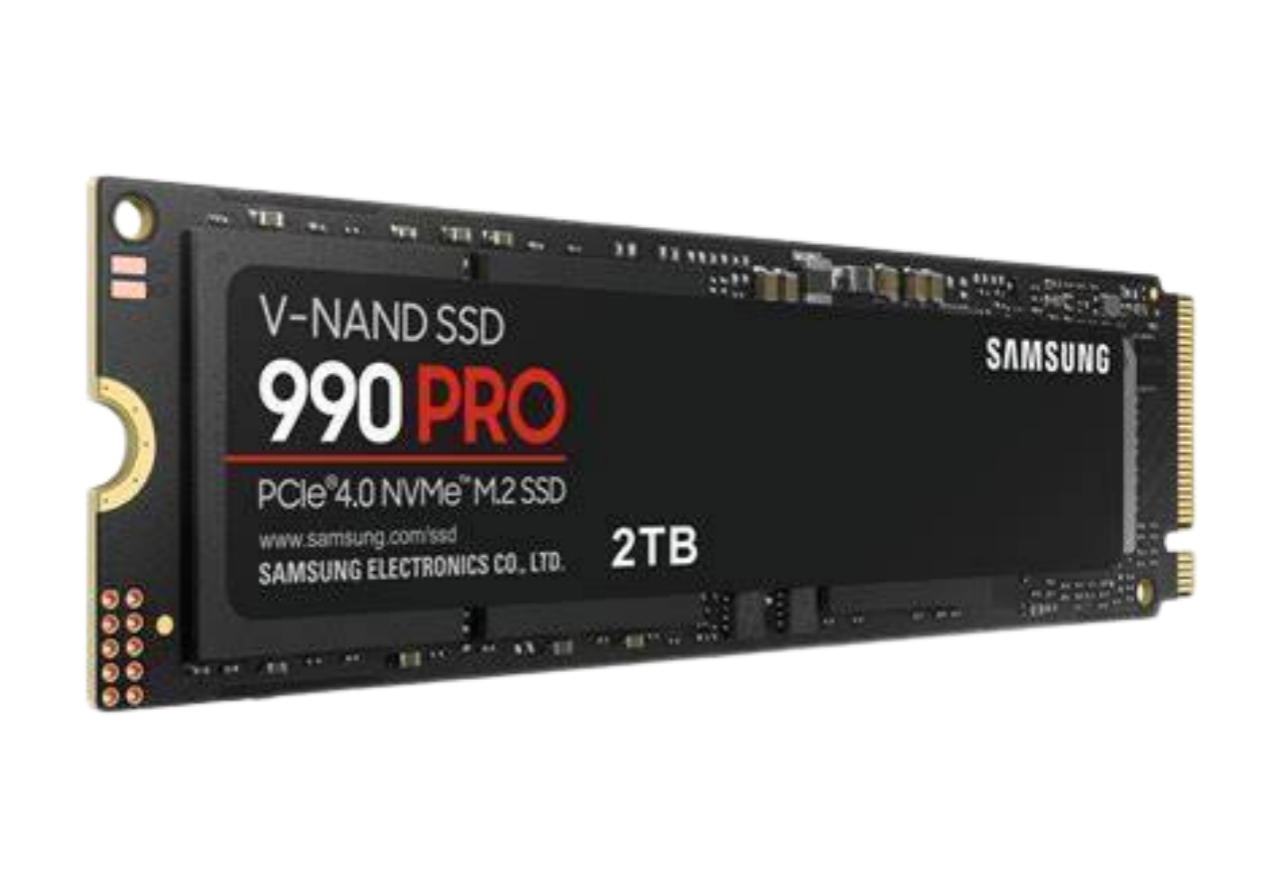 V-NAND SSD
990 PRO
PCIe®4.0 NVMe™ M.2 SSD
www.samsung.com/ssd
SAMSUNG ELECTRONICS CO., LTD.
2TB
SAMSUNG